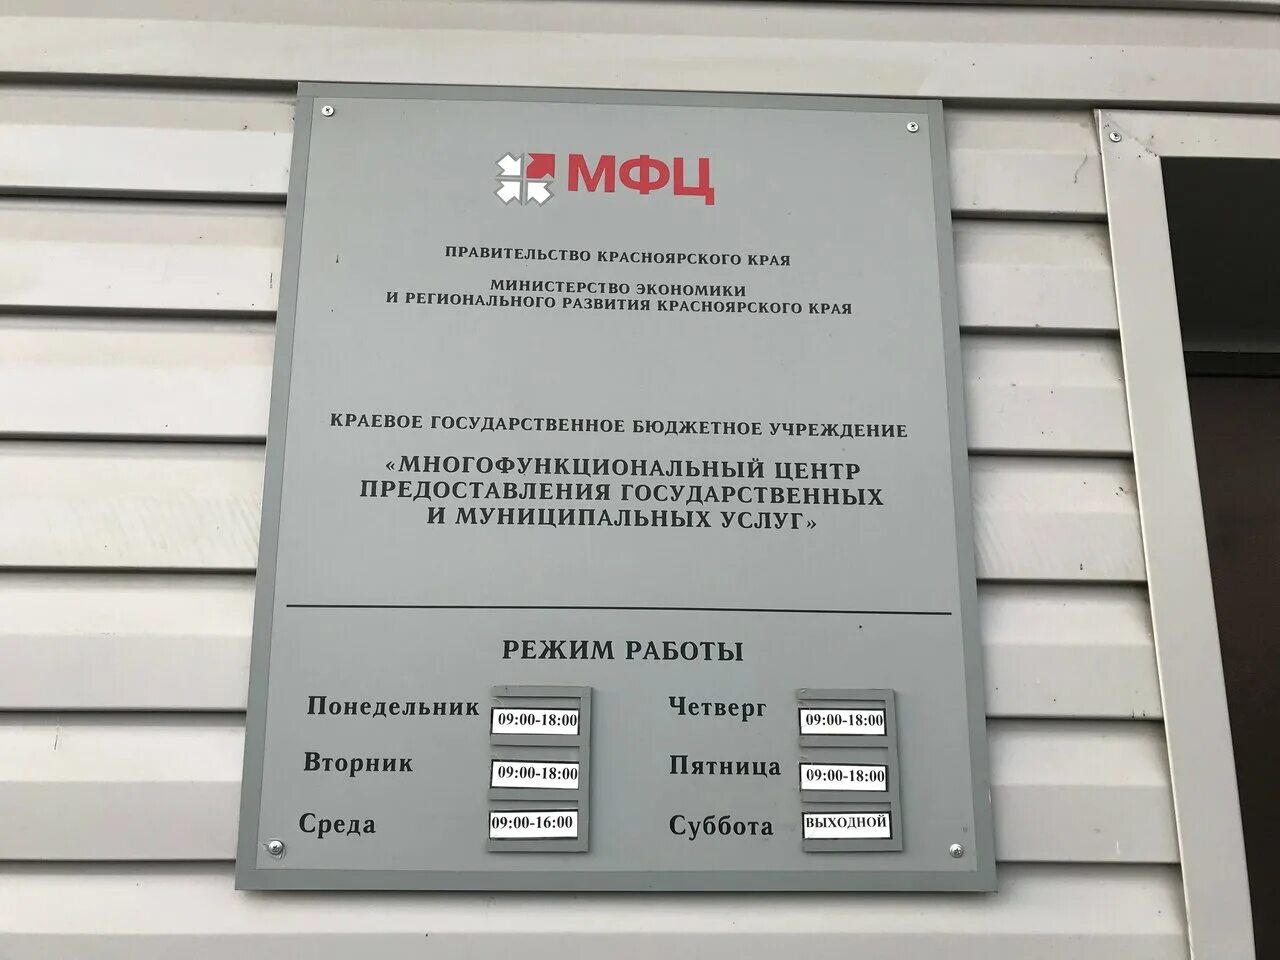 МФЦ
ПРАВИТЕЛЬСТВО КРАСНОЯРСКОГО КРАЯ
МИНИСТЕРСТВО ЭКОНОМИКИ
И РЕГИОНАЛЬНОГО РАЗВИТИЯ КРАСНОЯРСКОГО КРАЯ
КРАЕВОЕ ГОСУДАРСТВЕННОЕ БЮДЖЕТНОЕ УЧРЕЖДЕНИЕ
«МНОГОФУНКЦИОНАЛЬНЫЙ ЦЕНТР
ПРЕДОСТАВЛЕНИЯ ГОСУДАРСТВЕННЫХ
И МУНИЦИПАЛЬНЫХ УСЛУГ»
РЕЖИМ РАБОТЫ
Понедельник 09:00-18:00
Вторник 09:00-18:00
Среда 09:00-16:00
Четверг 09:00-18:00
Пятница 09:00-18:00
Суббота ВЫХОДНОЙ